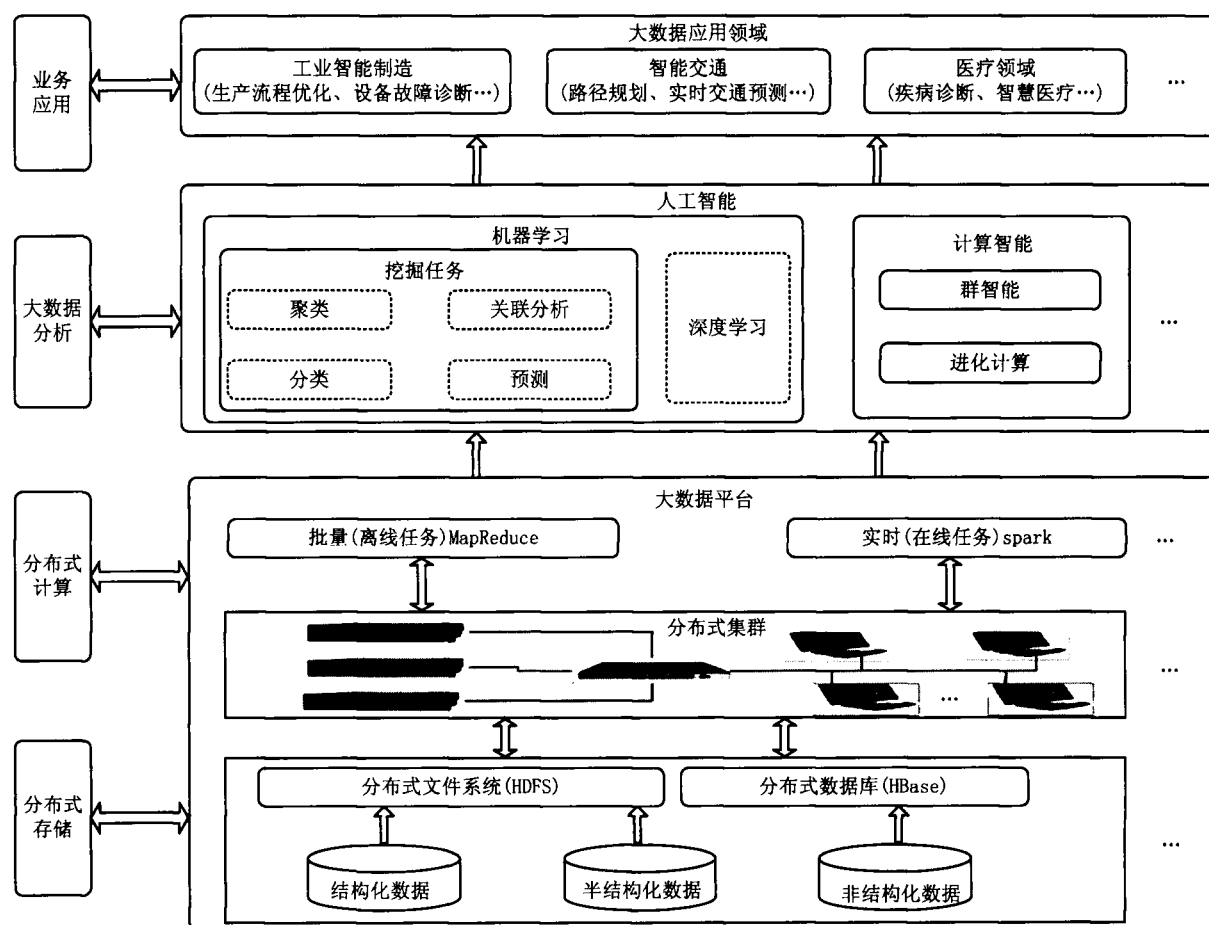 大数据应用领域
业务
应用
工业智能制造
(生产流程优化、设备故障诊断…)
智能交通
(路径规划、实时交通预测…)
医疗领域
(疾病诊断、智慧医疗…)
…
人工智能
大数据
分析
机器学习
挖掘任务
聚类
关联分析
分类
预测
深度学习
计算智能
群智能
进化计算
…
大数据平台
分布式
计算
批量(离线任务)MapReduce
实时(在线任务)spark
…
分布式集群
…
…
分布式
存储
分布式文件系统(HDFS)
分布式数据库(HBase)
结构化数据
半结构化数据
非结构化数据
…